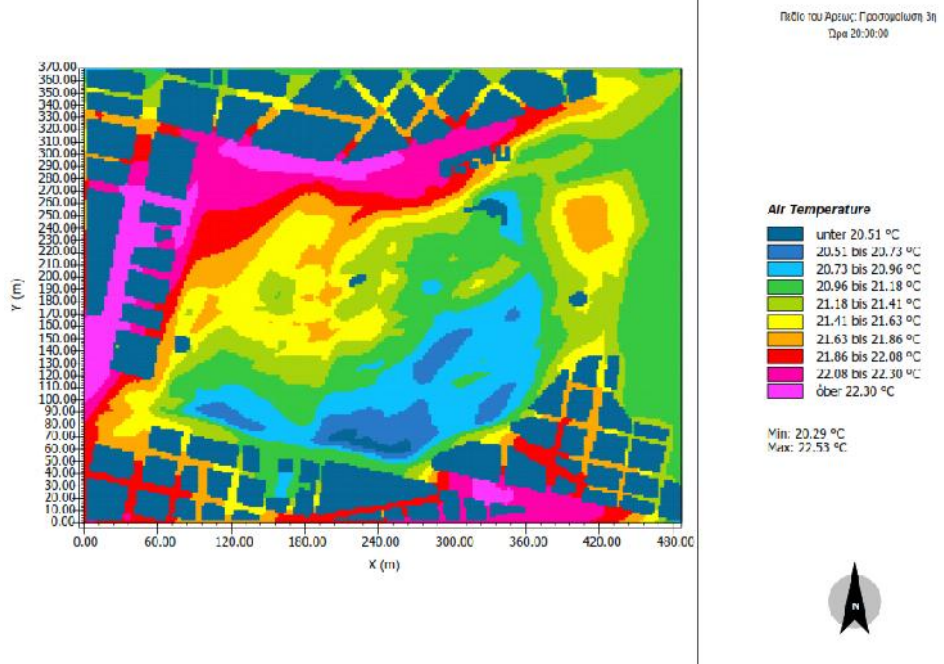 Πεδίο του Άρεως: Προσομοίωση 3η
Ώρα 20:00:00
370.00
350.00
340.00
330.00
320.00
310.00
300.00
290.00
280.00
270.00
260.00
250.00
240.00
230.00
220.00
210.00
200.00
190.00
180.00
170.00
160.00
150.00
140.00
130.00
120.00
110.00
100.00
90.00
80.00
70.00
60.00
50.00
40.00
30.00
20.00
10.00
0.00
Y (m)
0.00 60.00 120.00 180.00 240.00 300.00 360.00 420.00 480.00
X (m)
Air Temperature
unter 20.51 °C
20.51 bis 20.73 °C
20.73 bis 20.96 °C
20.96 bis 21.18 °C
21.18 bis 21.41 °C
21.41 bis 21.63 °C
21.63 bis 21.86 °C
21.86 bis 22.08 °C
22.08 bis 22.30 °C
óber 22.30 °C
Min: 20.29 °C
Max: 22.53 °C
N